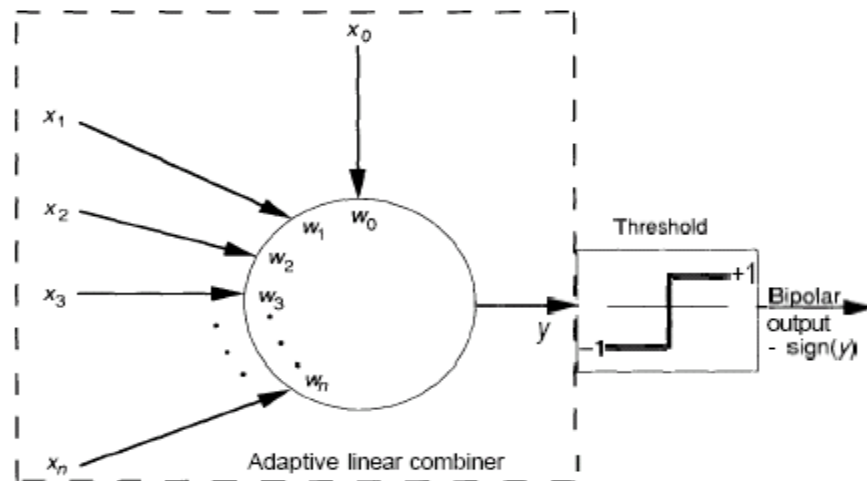 x0
x1
x2
x3
xn
w0
w1
w2
w3
wn
Adaptive linear combiner
y
Threshold
+1
-1
Bipolar
output
- sign(y)